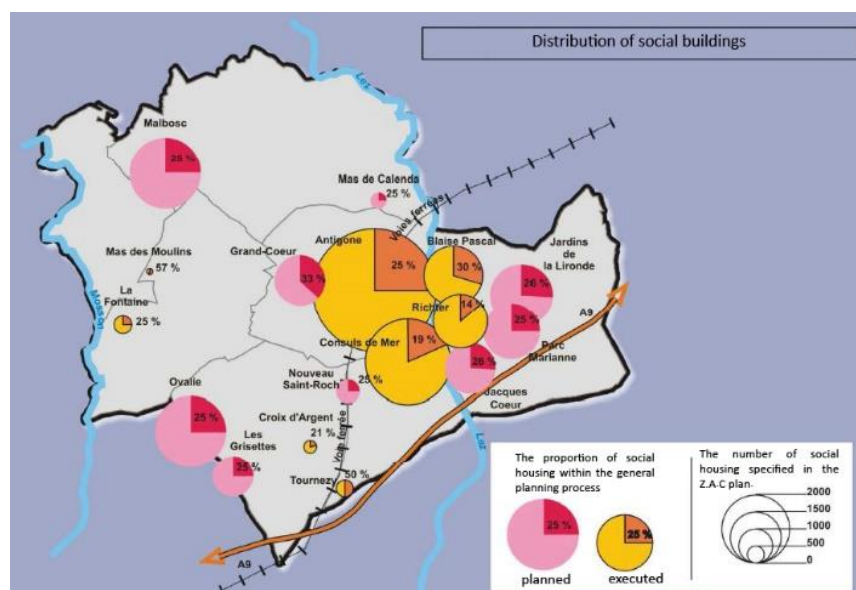 Distribution of social buildings
Lez
Malbosc
25 %
Mas de Calenda
25 %
Voies ferrées
Antigone
25 %
Blaise Pascal
30 %
Jardins
de
la Lironde
26 %
Mas des Moulins
57 %
Grand-Coeur
33 %
La
Fontaine
25 %
Mosson
Richter
14 %
A9
25 %
Parc
Marianne
Consuls de Mer
19 %
26 %
Jacques
Coeur
Nouveau
Saint-Roch
25 %
Ovalie
25 %
Croix d'Argent
21 %
Voie ferrée
Les
Grisettes
25 %
Tournezy
50 %
Lez
A9
The proportion of social
housing within the general
planning process
25 %
planned
25 %
executed
The number of social
housing specified in the
Z.A.C plan.
2000
1500
1000
500
0